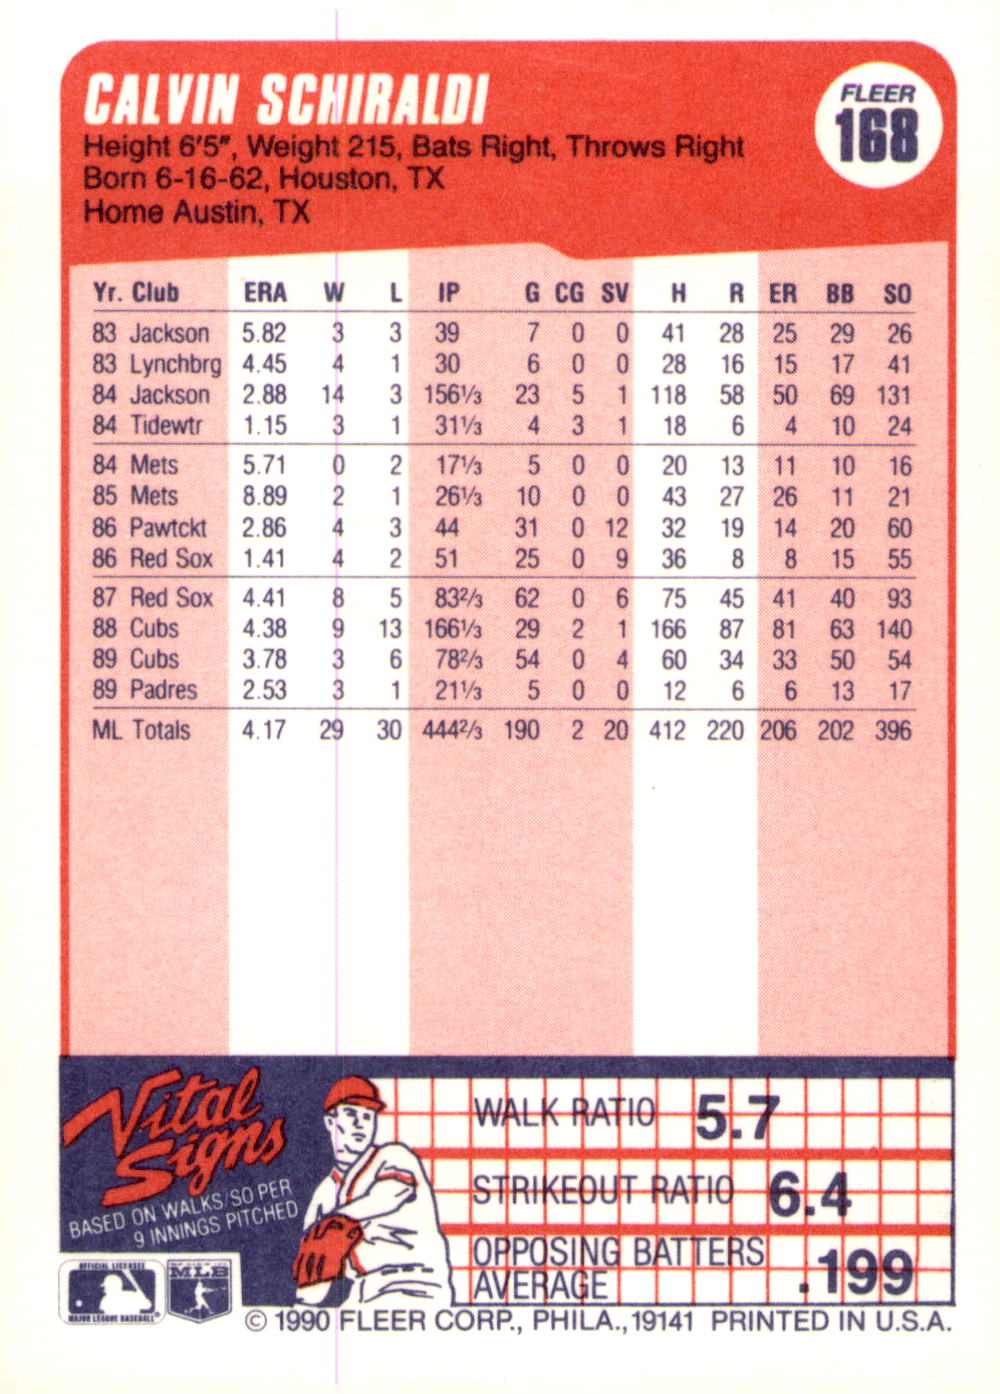 CALVIN SCHIRALDI
FLEER
168
Height 6'5", Weight 215, Bats Right, Throws Right
Born 6-16-62, Houston, TX
Home Austin, TX
Yr. Club ERA W L IP G CG SV H R ER BB SO
83 Jackson 5.82 3 3 39 7 0 0 41 28 25 29 26
83 Lynchbrg 4.45 4 1 30 6 0 0 28 16 15 17 41
84 Jackson 2.88 14 3 156⅓ 23 5 1 118 58 50 69 131
84 Tidewtr 1.15 3 1 31⅓ 4 3 1 18 6 4 10 24
84 Mets 5.71 0 2 17⅓ 5 0 0 20 13 11 10 16
85 Mets 8.89 2 1 26⅓ 10 0 0 43 27 26 11 21
86 Pawtckt 2.86 4 3 44 31 0 12 32 19 14 20 60
86 Red Sox 1.41 4 2 51 25 0 9 36 8 8 15 55
87 Red Sox 4.41 8 5 83⅔ 62 0 6 75 45 41 40 93
88 Cubs 4.38 9 13 166⅓ 29 2 1 166 87 81 63 140
89 Cubs 3.78 3 6 78⅔ 54 0 4 60 34 33 50 54
89 Padres 2.53 3 1 21⅓ 5 0 0 12 6 6 13 17
ML Totals 4.17 29 30 444⅔ 190 2 20 412 220 206 202 396
Vital
Signs
BASED ON WALKS/SO PER
9 INNINGS PITCHED
WALK RATIO 5.7
STRIKEOUT RATIO 6.4
OPPOSING BATTERS
AVERAGE .199
OFFICIAL LICENSEE
MAJOR LEAGUE BASEBALL
MLB
© 1990 FLEER CORP., PHILA., 19141 PRINTED IN U.S.A.